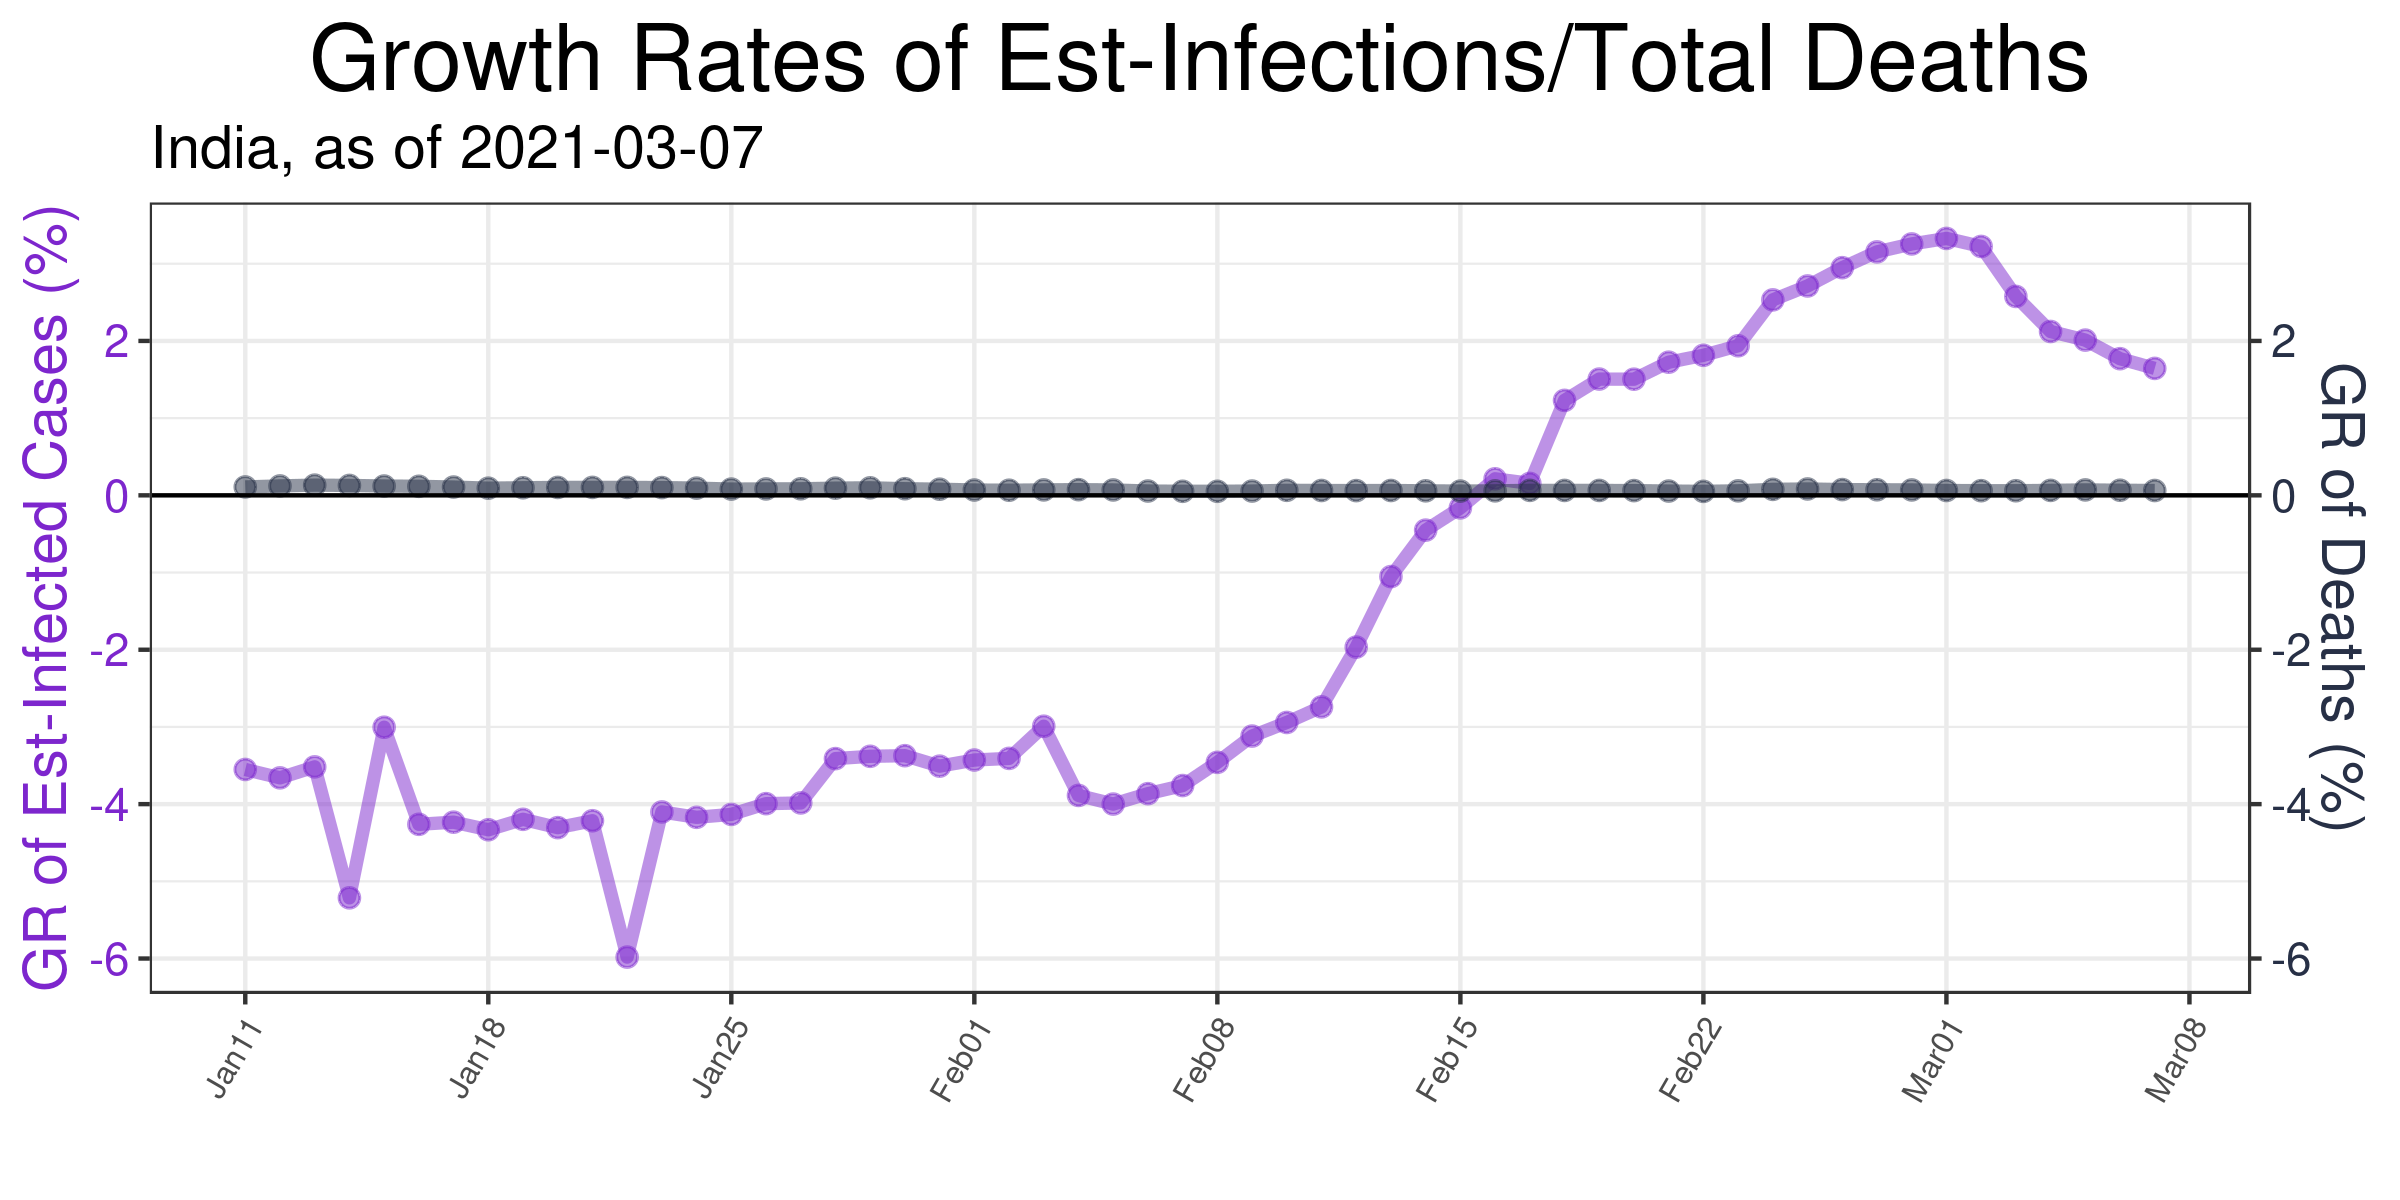 Growth Rates of Est-Infections/Total Deaths
India, as of 2021-03-07
GR of Est-Infected Cases (%)
2
0
-2
-4
-6
2
0
-2
-4
-6
GR of Deaths (%)
Jan11
Jan18
Jan25
Feb01
Feb08
Feb15
Feb22
Mar01
Mar08